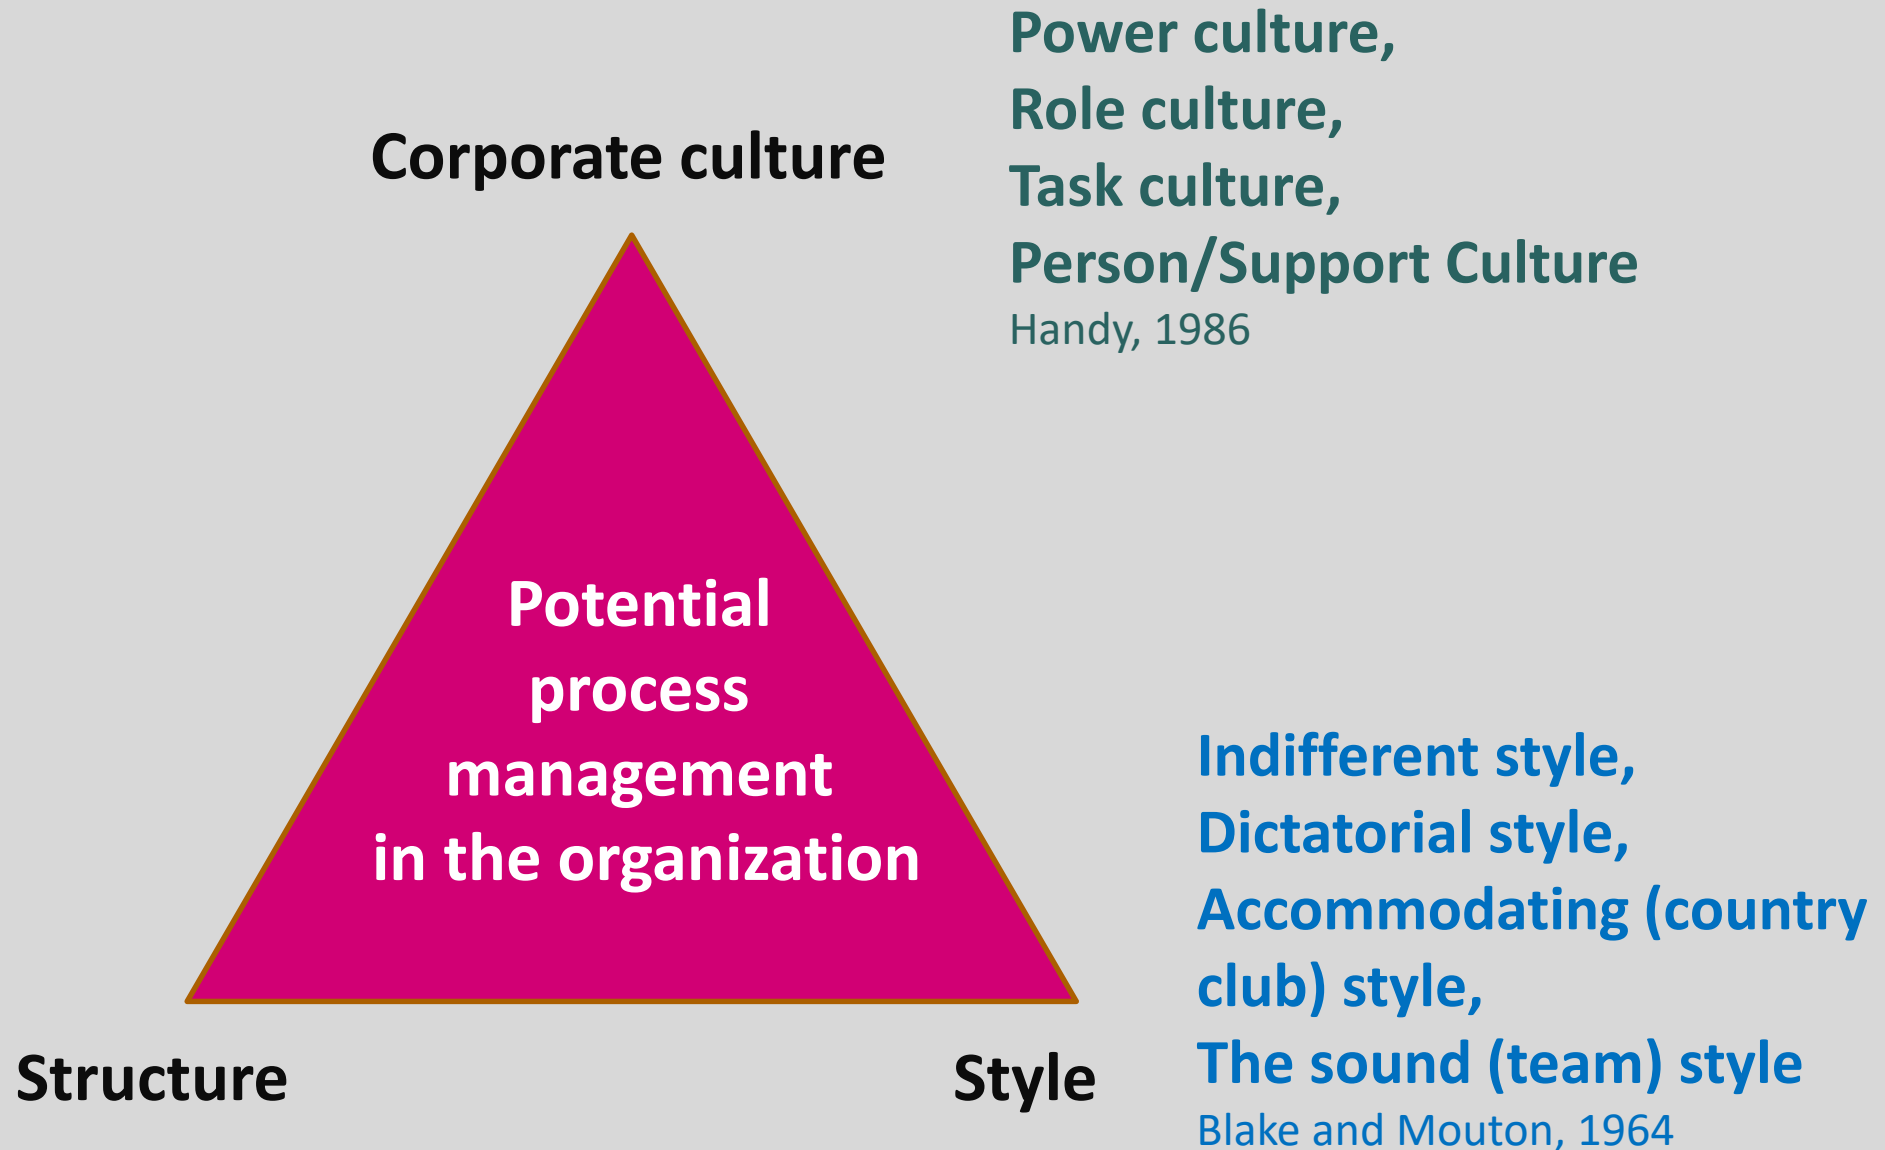 Power culture,
Role culture,
Task culture,
Person/Support Culture
Handy, 1986
Corporate culture
Potential
process
management
in the organization
Indifferent style,
Dictatorial style,
Accommodating (country
club) style,
The sound (team) style
Blake and Mouton, 1964
Structure
Style